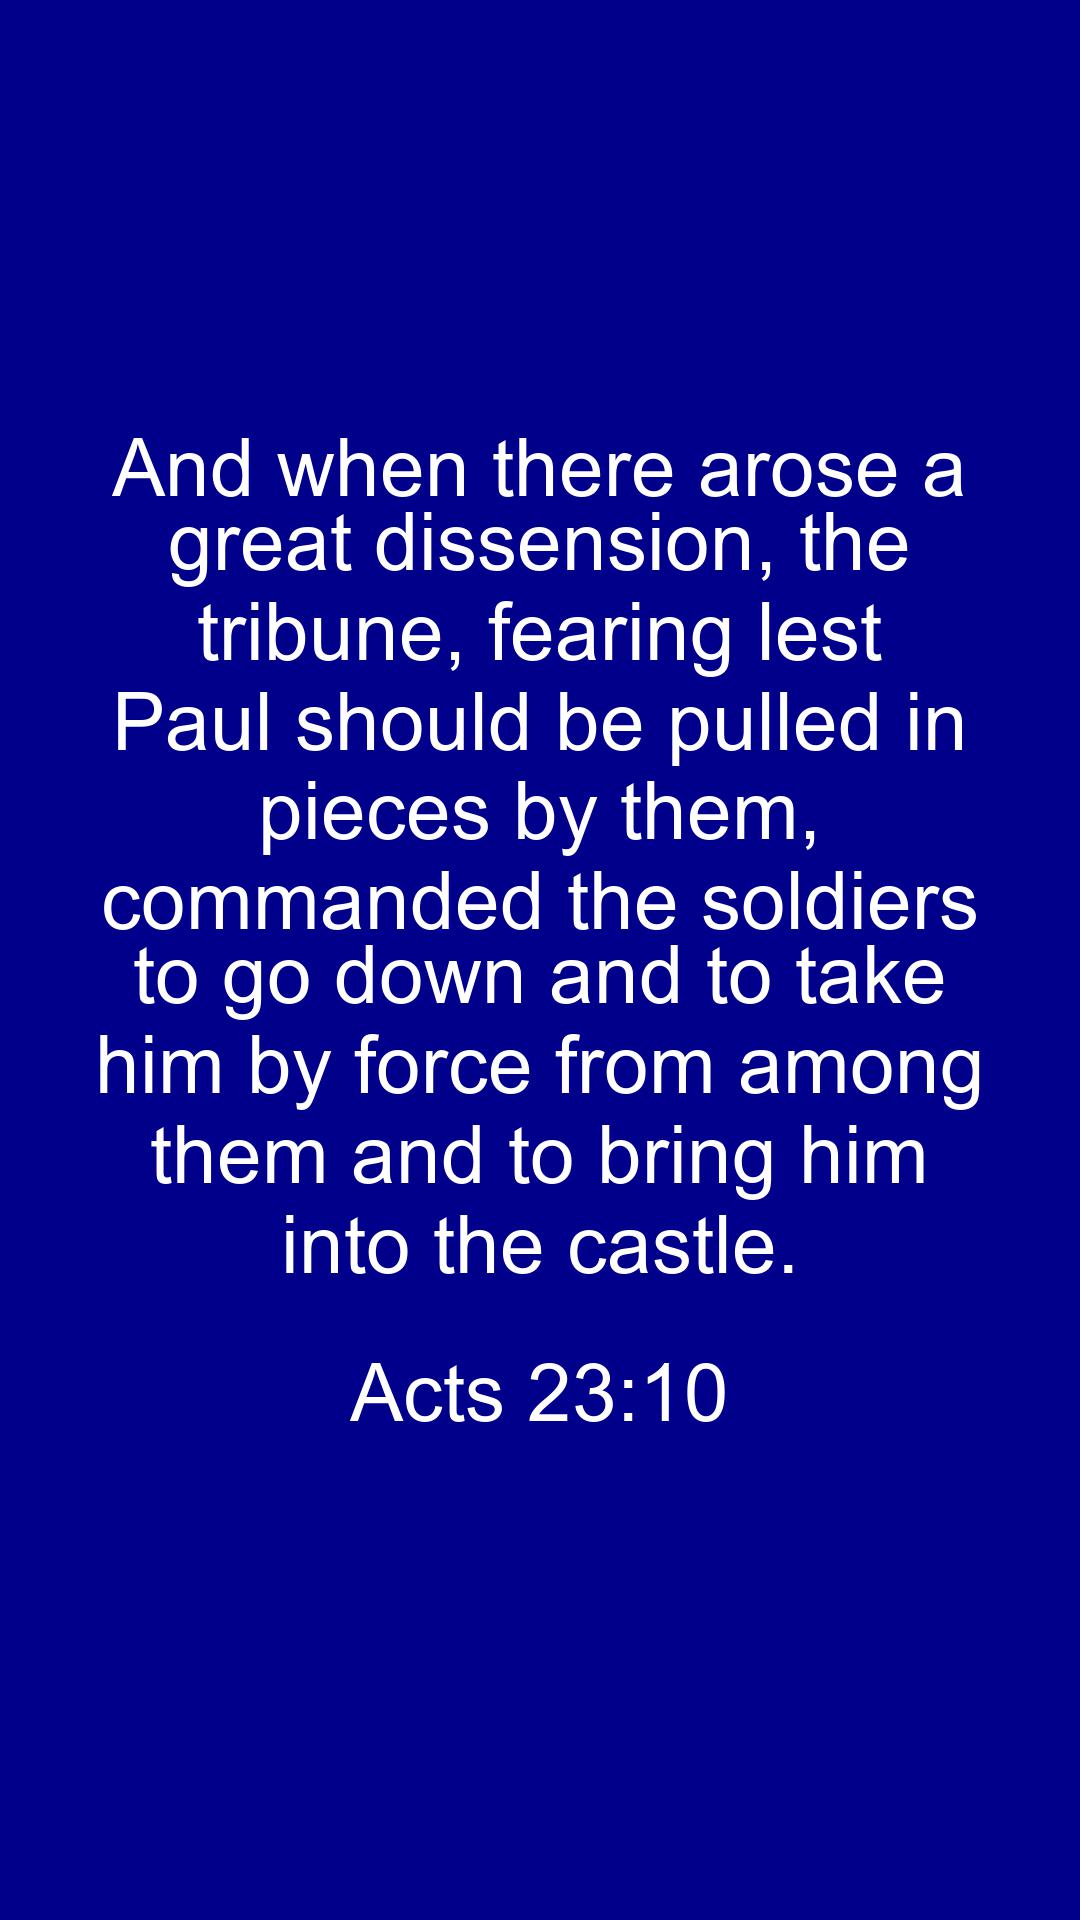 And when there arose a
great dissension, the
tribune, fearing lest
Paul should be pulled in
pieces by them,
commanded the soldiers
to go down and to take
him by force from among
them and to bring him
into the castle.
Acts 23:10